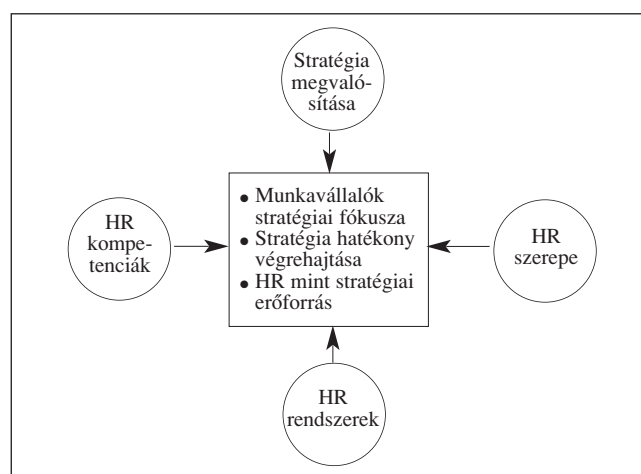 Stratégia
megvaló-
sítása
HR
kompe-
tenciák
• Munkavállalók
stratégiai fókusza
• Stratégia hatékony
végrehajtása
• HR mint stratégiai
erőforrás
HR
szerepe
HR
rendszerek